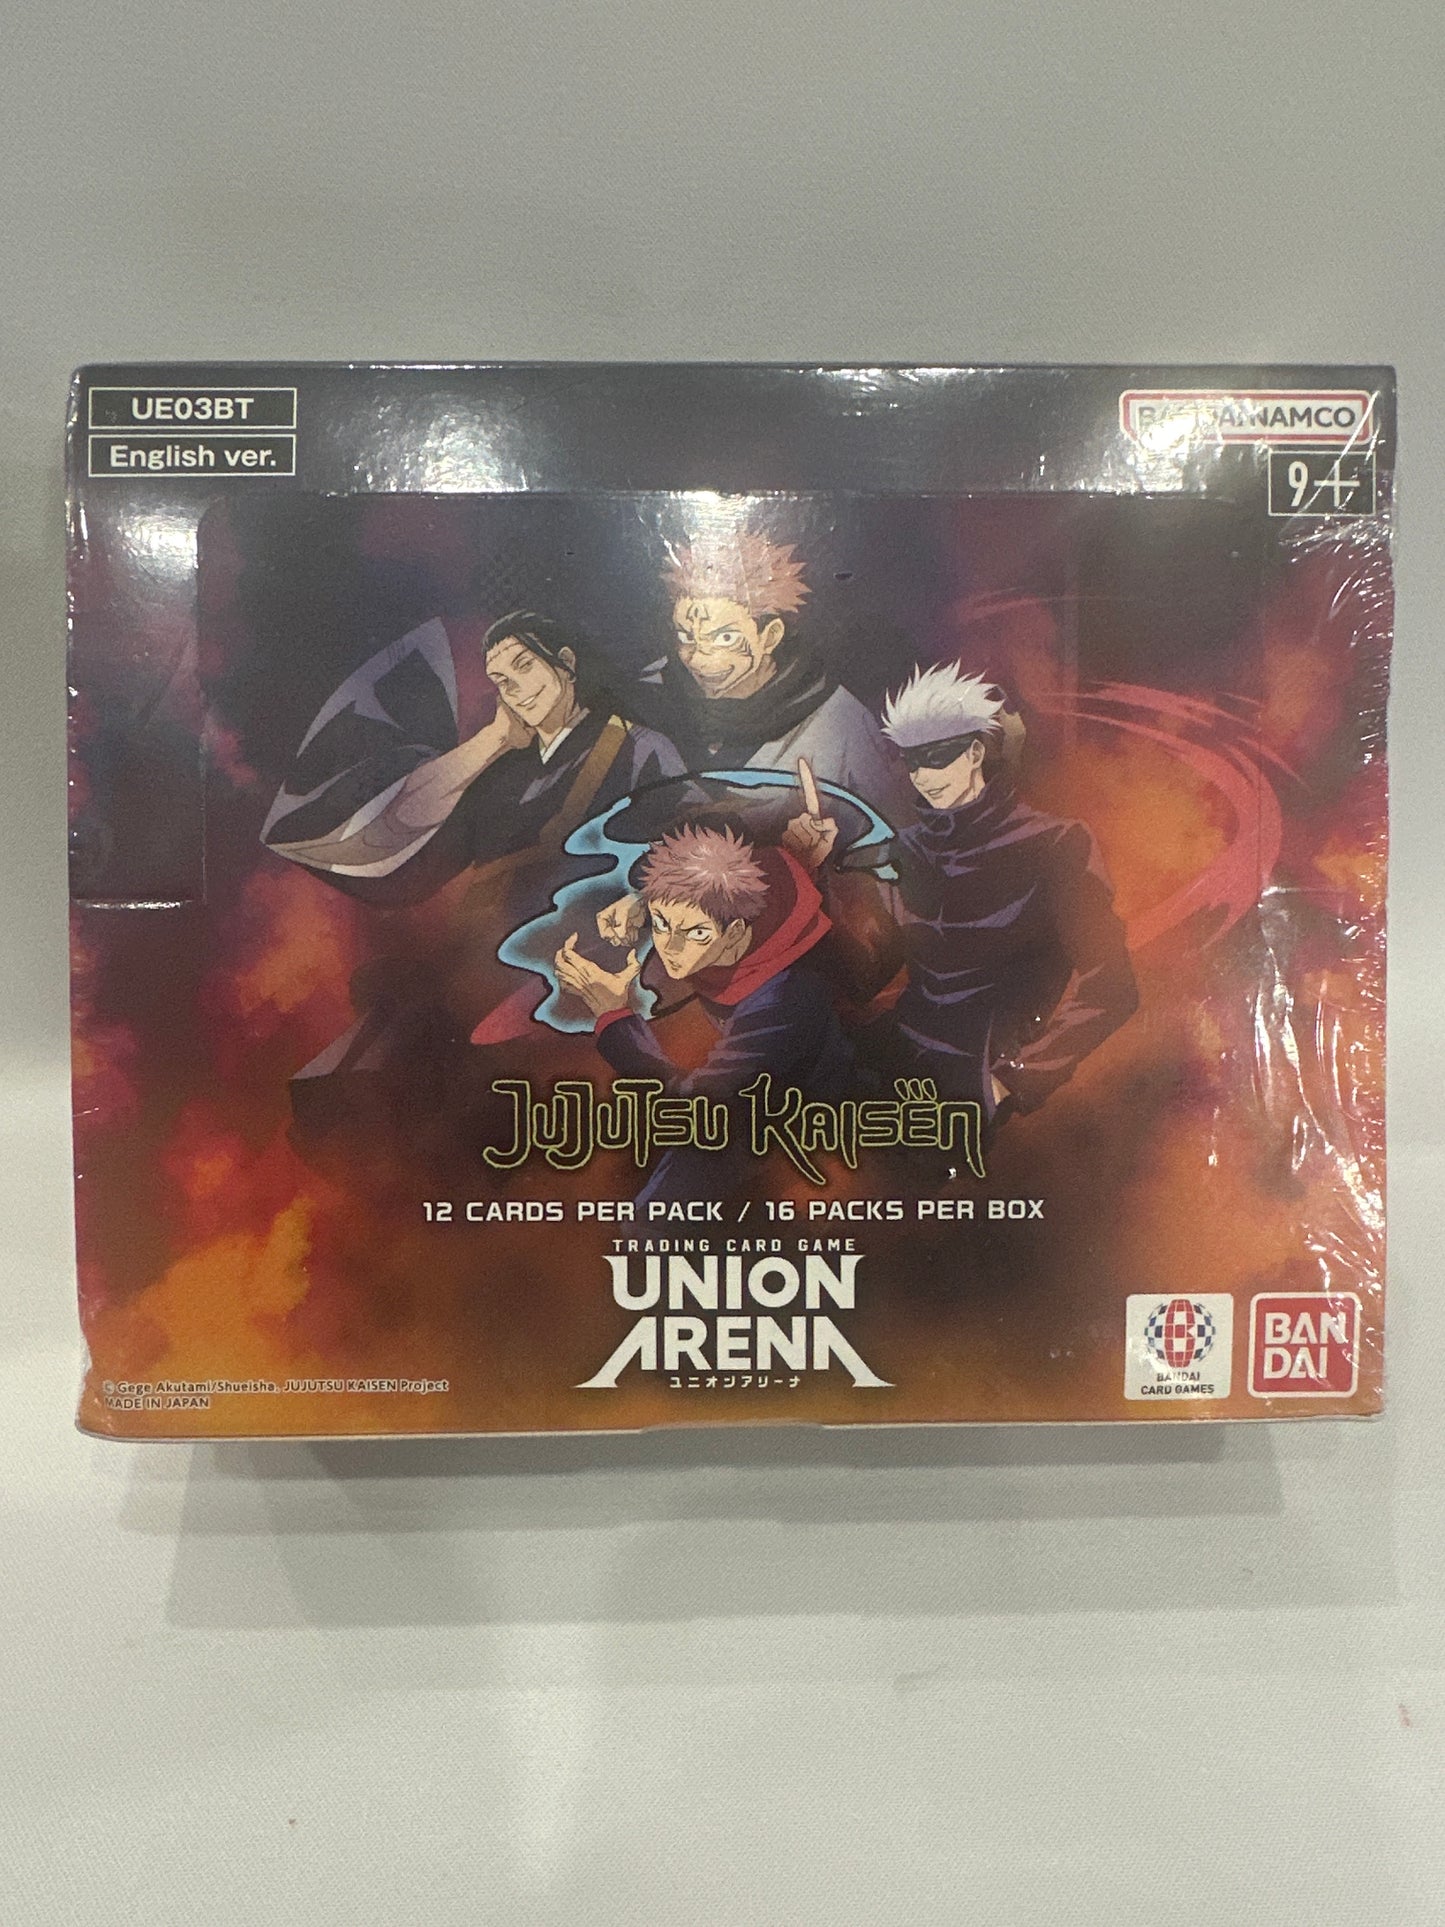 UE03BT
English ver.
BANDAI NAMCO
9+
JUJUTSU KAISEN
12 CARDS PER PACK / 16 PACKS PER BOX
TRADING CARD GAME
UNION
ARENA
ユニオンアリーナ
© Gege Akutami/Shueisha, JUJUTSU KAISEN Project
MADE IN JAPAN
B
BANDAI
CARD GAMES
BAN
DAI